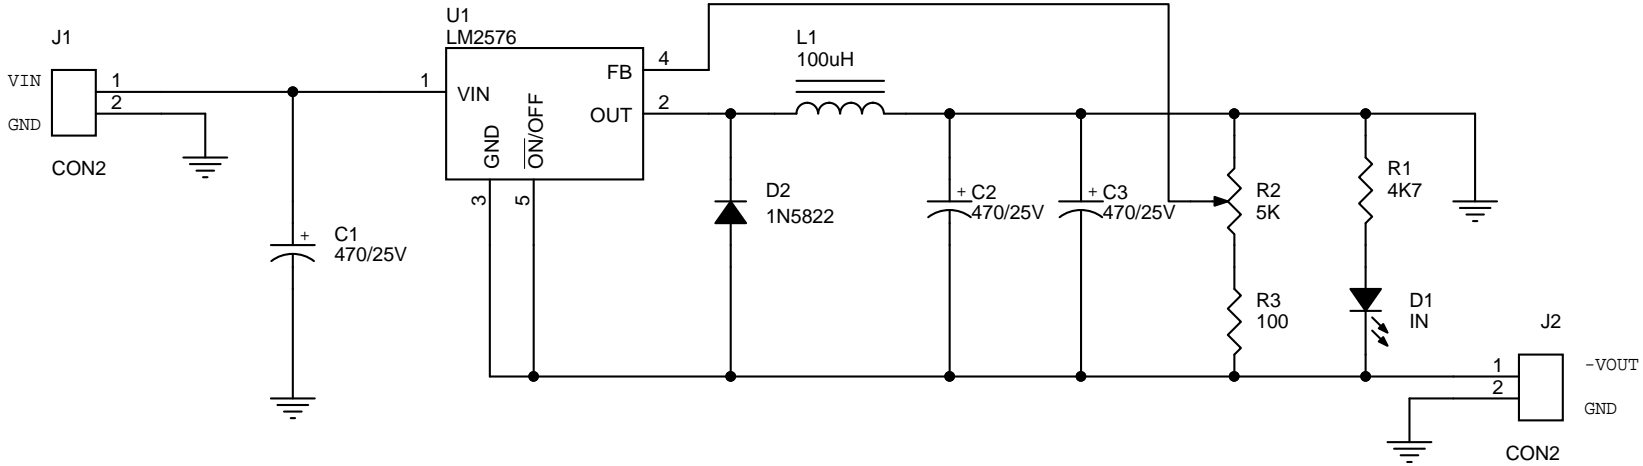 J1
VIN
GND
CON2
1
2
+
C1
470/25V
U1
LM2576
1
VIN
FB
4
OUT
2
GND
3
ON/OFF
5
L1
100uH
D2
1N5822
+
C2
470/25V
+
C3
470/25V
R2
5K
R3
100
R1
4K7
D1
IN
J2
1
2
-VOUT
GND
CON2